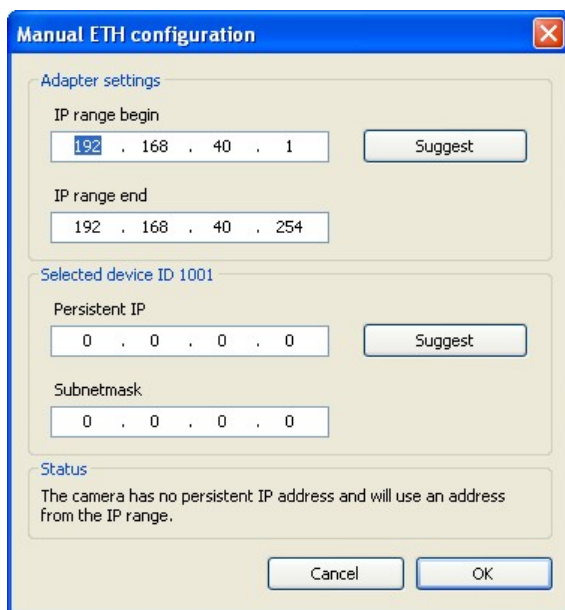 Manual ETH configuration
Adapter settings
IP range begin
192 . 168 . 40 . 1
Suggest
IP range end
192 . 168 . 40 . 254
Selected device ID 1001
Persistent IP
0 . 0 . 0 . 0
Suggest
Subnetmask
0 . 0 . 0 . 0
Status
The camera has no persistent IP address and will use an address
from the IP range.
Cancel
OK